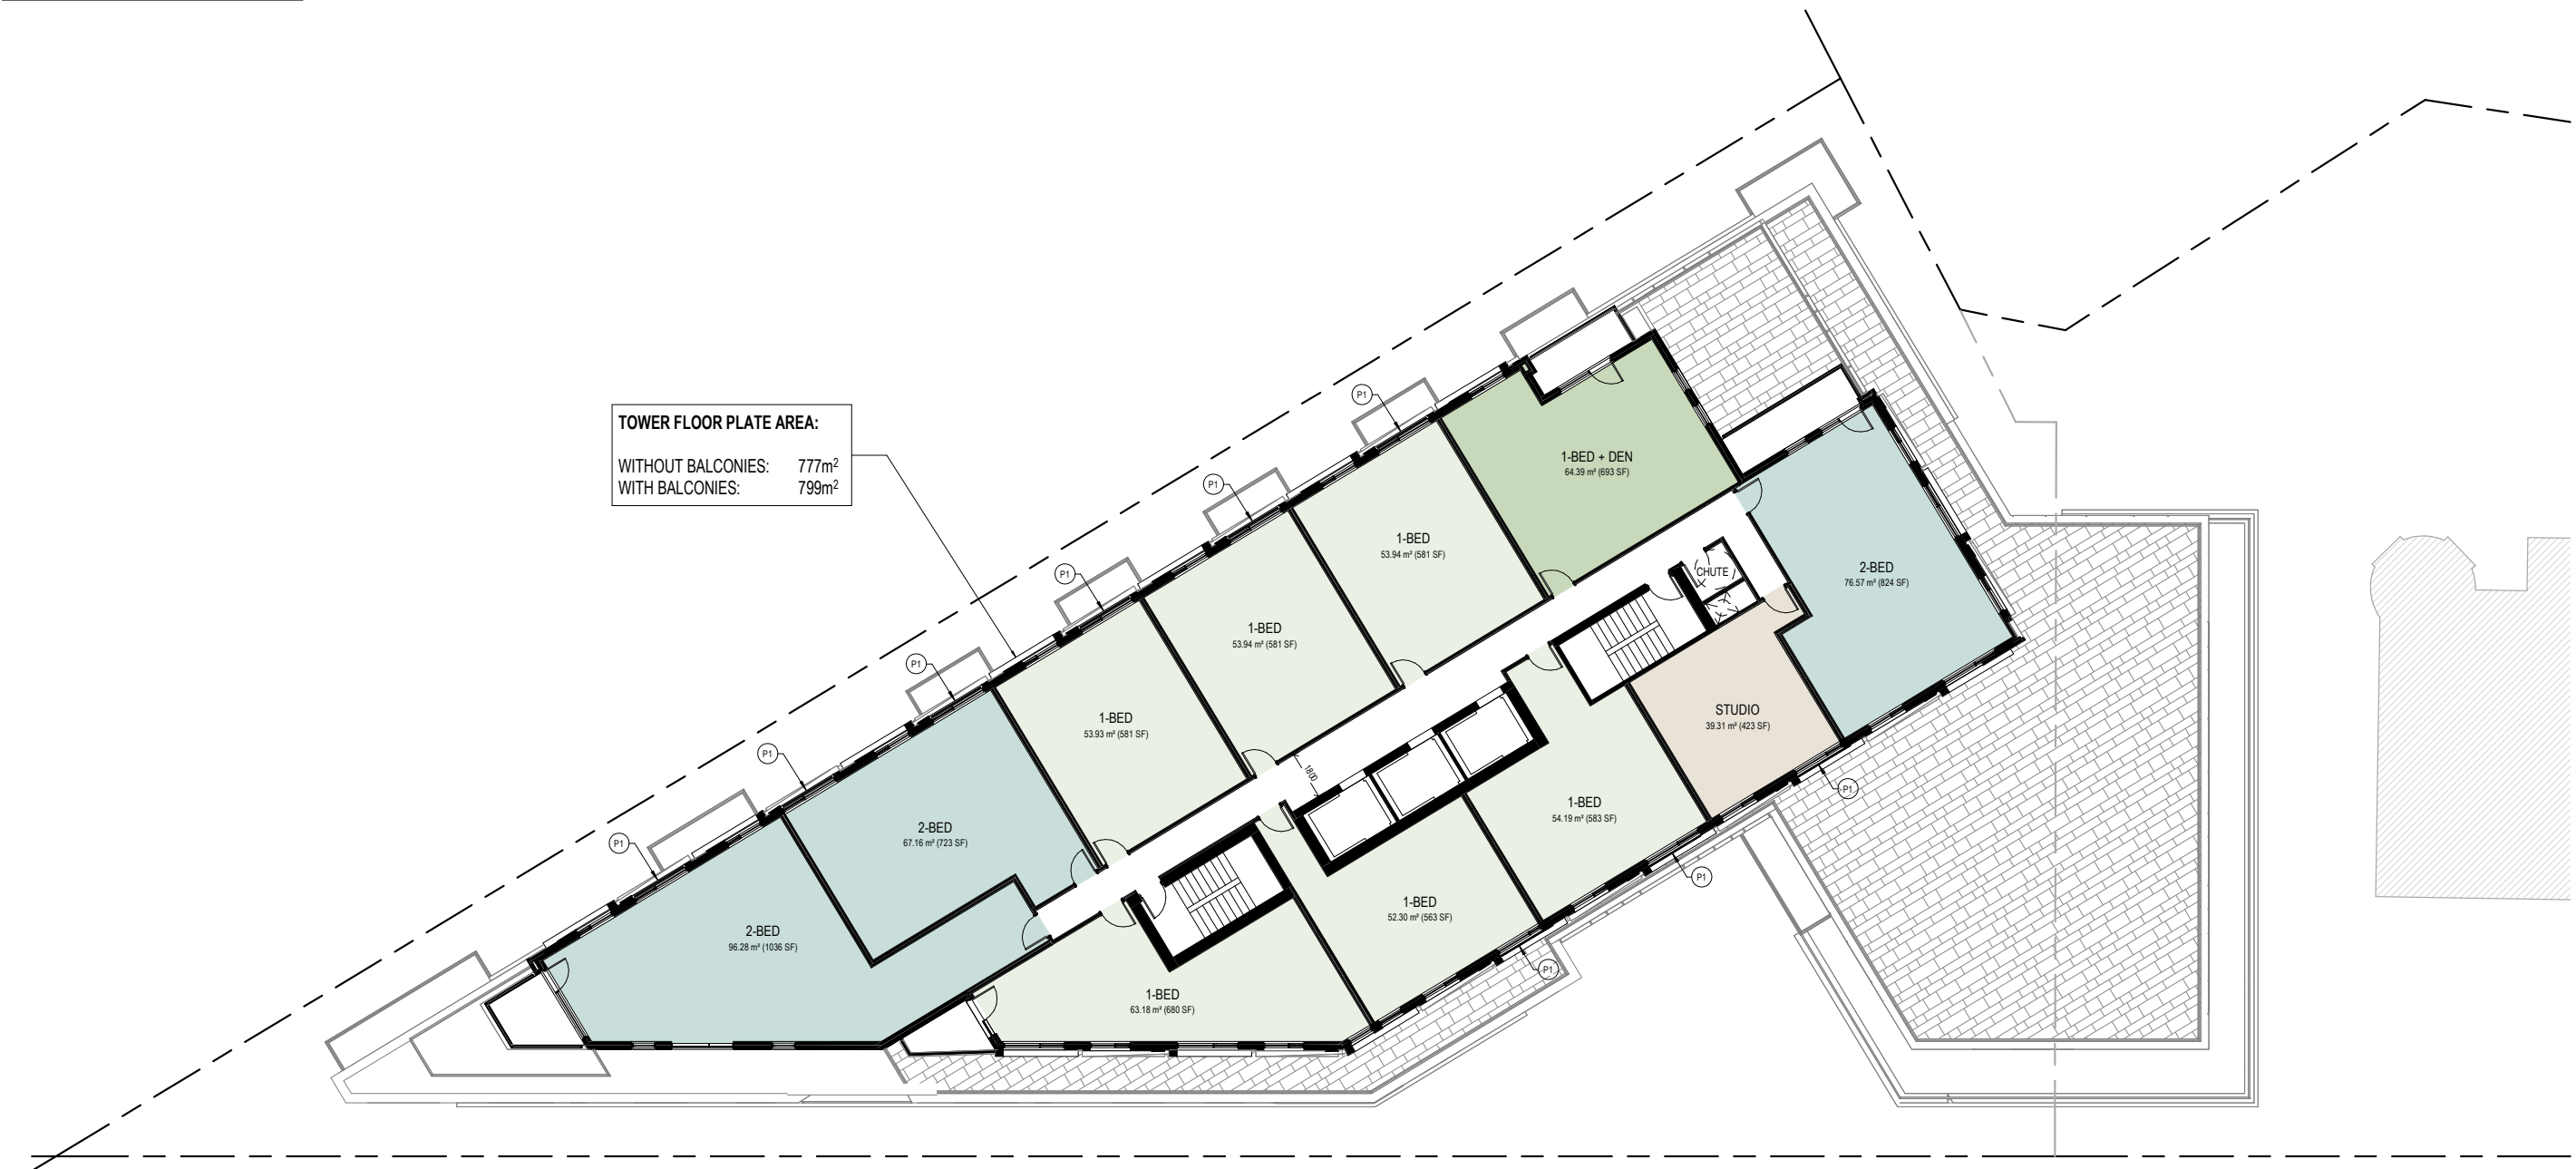 P1
1-BED + DEN
64.39 m² (693 SF)
TOWER FLOOR PLATE AREA:
WITHOUT BALCONIES: 777m²
WITH BALCONIES: 799m²
P1
1-BED
53.94 m² (581 SF)
P1
CHUTE
2-BED
76.57 m² (824 SF)
1-BED
53.94 m² (581 SF)
P1
1-BED
53.93 m² (581 SF)
STUDIO
39.31 m² (423 SF)
P1
1800
P1
1-BED
54.19 m² (583 SF)
2-BED
67.16 m² (723 SF)
P1
P1
1-BED
52.30 m² (563 SF)
2-BED
96.28 m² (1036 SF)
P1
1-BED
63.18 m² (680 SF)